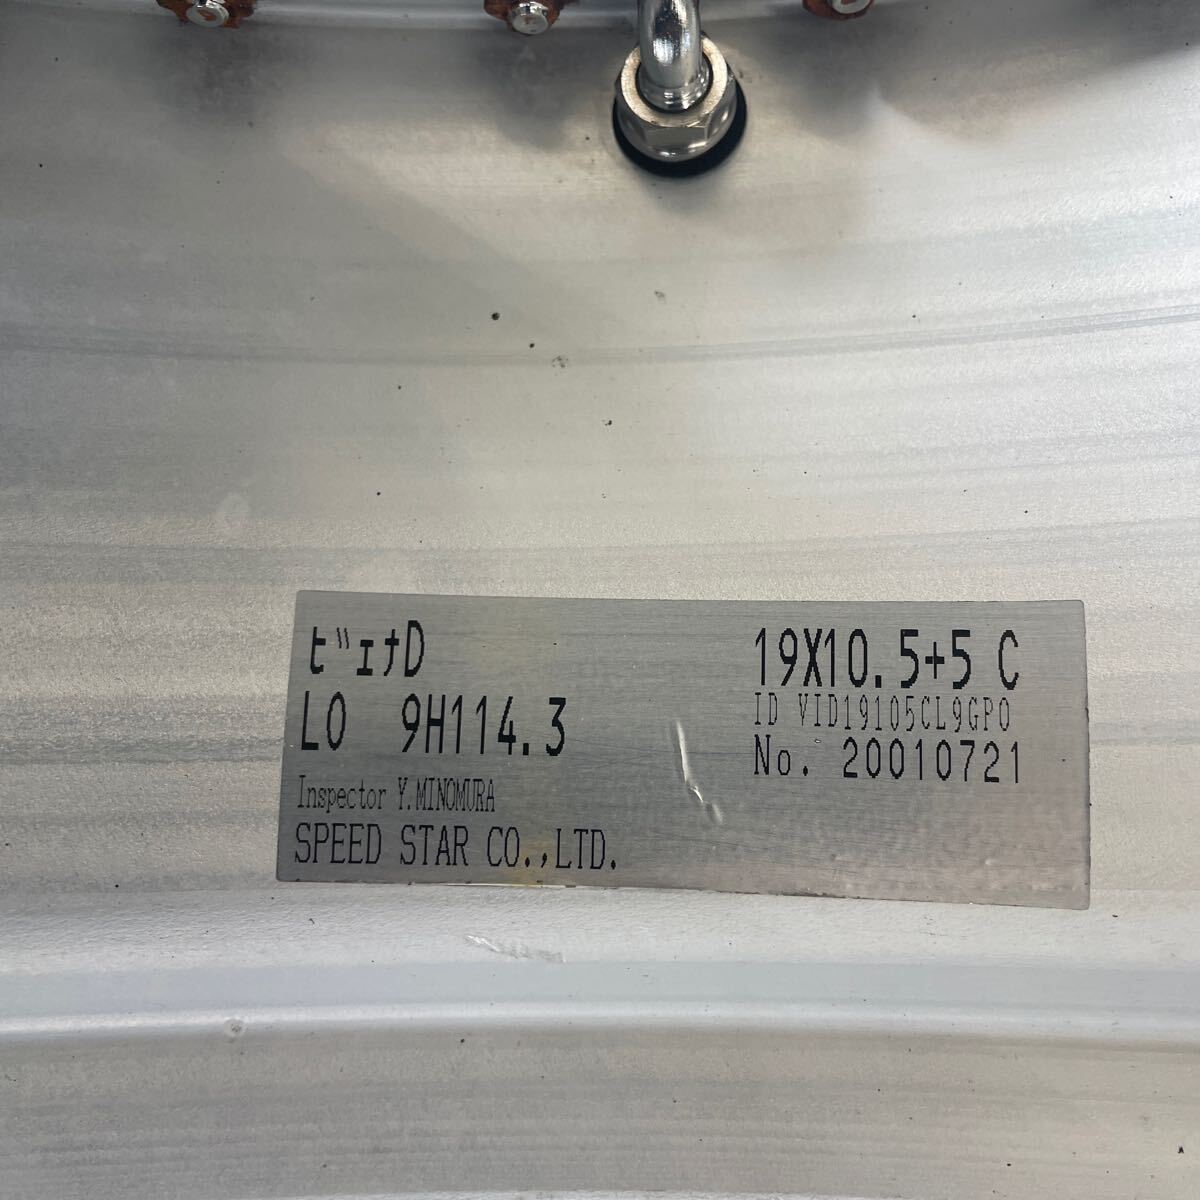 ﾋﾞｴﾅD 19X10.5+5 C
LO 9H114.3 ID VID19105CL9GPO
No. 20010721
Inspector Y.MINOMURA
SPEED STAR CO.,LTD.